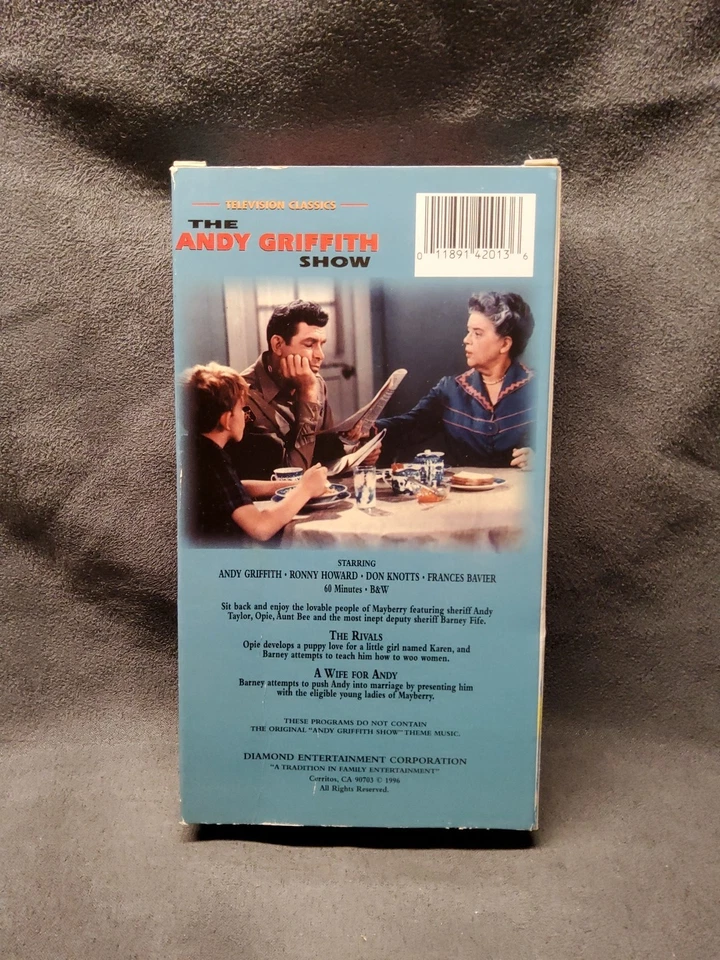 TELEVISION CLASSICS
THE
ANDY GRIFFITH
SHOW
0 11891 42013 6
STARRING
ANDY GRIFFITH • RONNY HOWARD • DON KNOTTS • FRANCES BAVIER
60 Minutes • B&W
Sit back and enjoy the lovable people of Mayberry featuring sheriff Andy
Taylor, Opie, Aunt Bee and the most inept deputy sheriff Barney Fife.
THE RIVALS
Opie develops a puppy love for a little girl named Karen, and
Barney attempts to teach him how to woo women.
A WIFE FOR ANDY
Barney attempts to push Andy into marriage by presenting him
with the eligible young ladies of Mayberry.
THESE PROGRAMS DO NOT CONTAIN
THE ORIGINAL "ANDY GRIFFITH SHOW" THEME MUSIC.
DIAMOND ENTERTAINMENT CORPORATION
"A TRADITION IN FAMILY ENTERTAINMENT"
Cerritos, CA 90703 © 1996
All Rights Reserved.